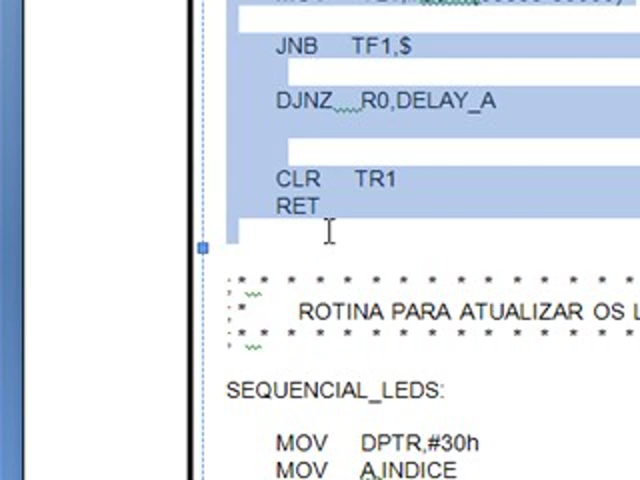 JNB TF1,$
DJNZ R0,DELAY_A
CLR TR1
RET
;* * * * * * * * * * * * * *
;* ROTINA PARA ATUALIZAR OS L
;* * * * * * * * * * * * * *
SEQUENCIAL_LEDS:
MOV DPTR,#30h
MOV A,INDICE